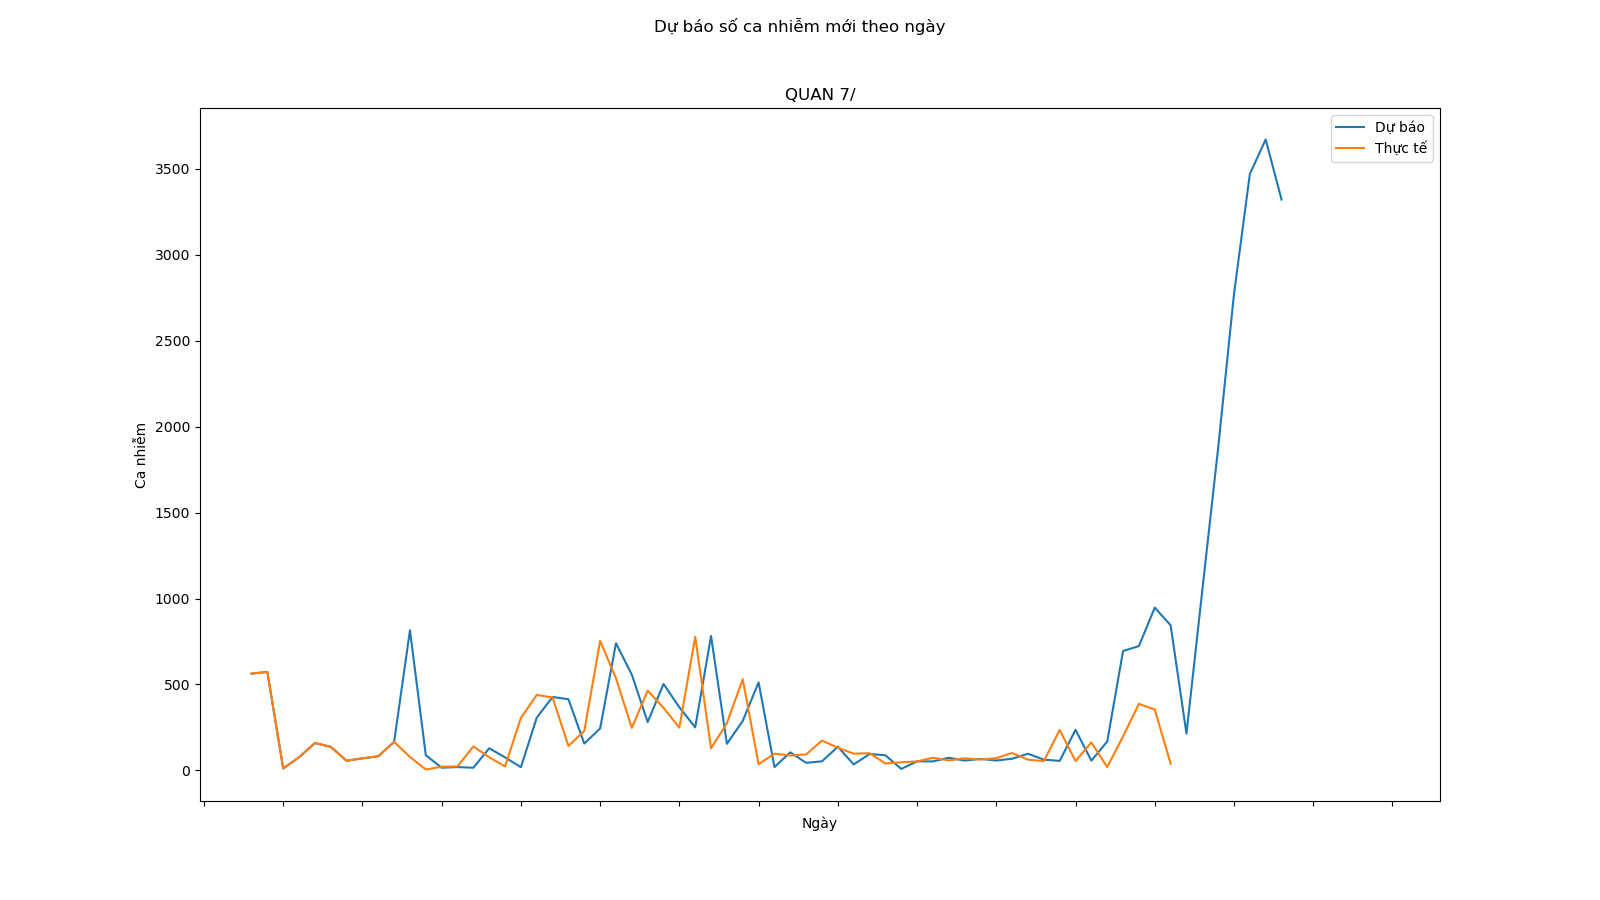 Dự báo số ca nhiễm mới theo ngày
QUAN 7/
Dự báo
Thực tế
3500
3000
2500
2000
1500
1000
500
0
Ca nhiễm
Ngày